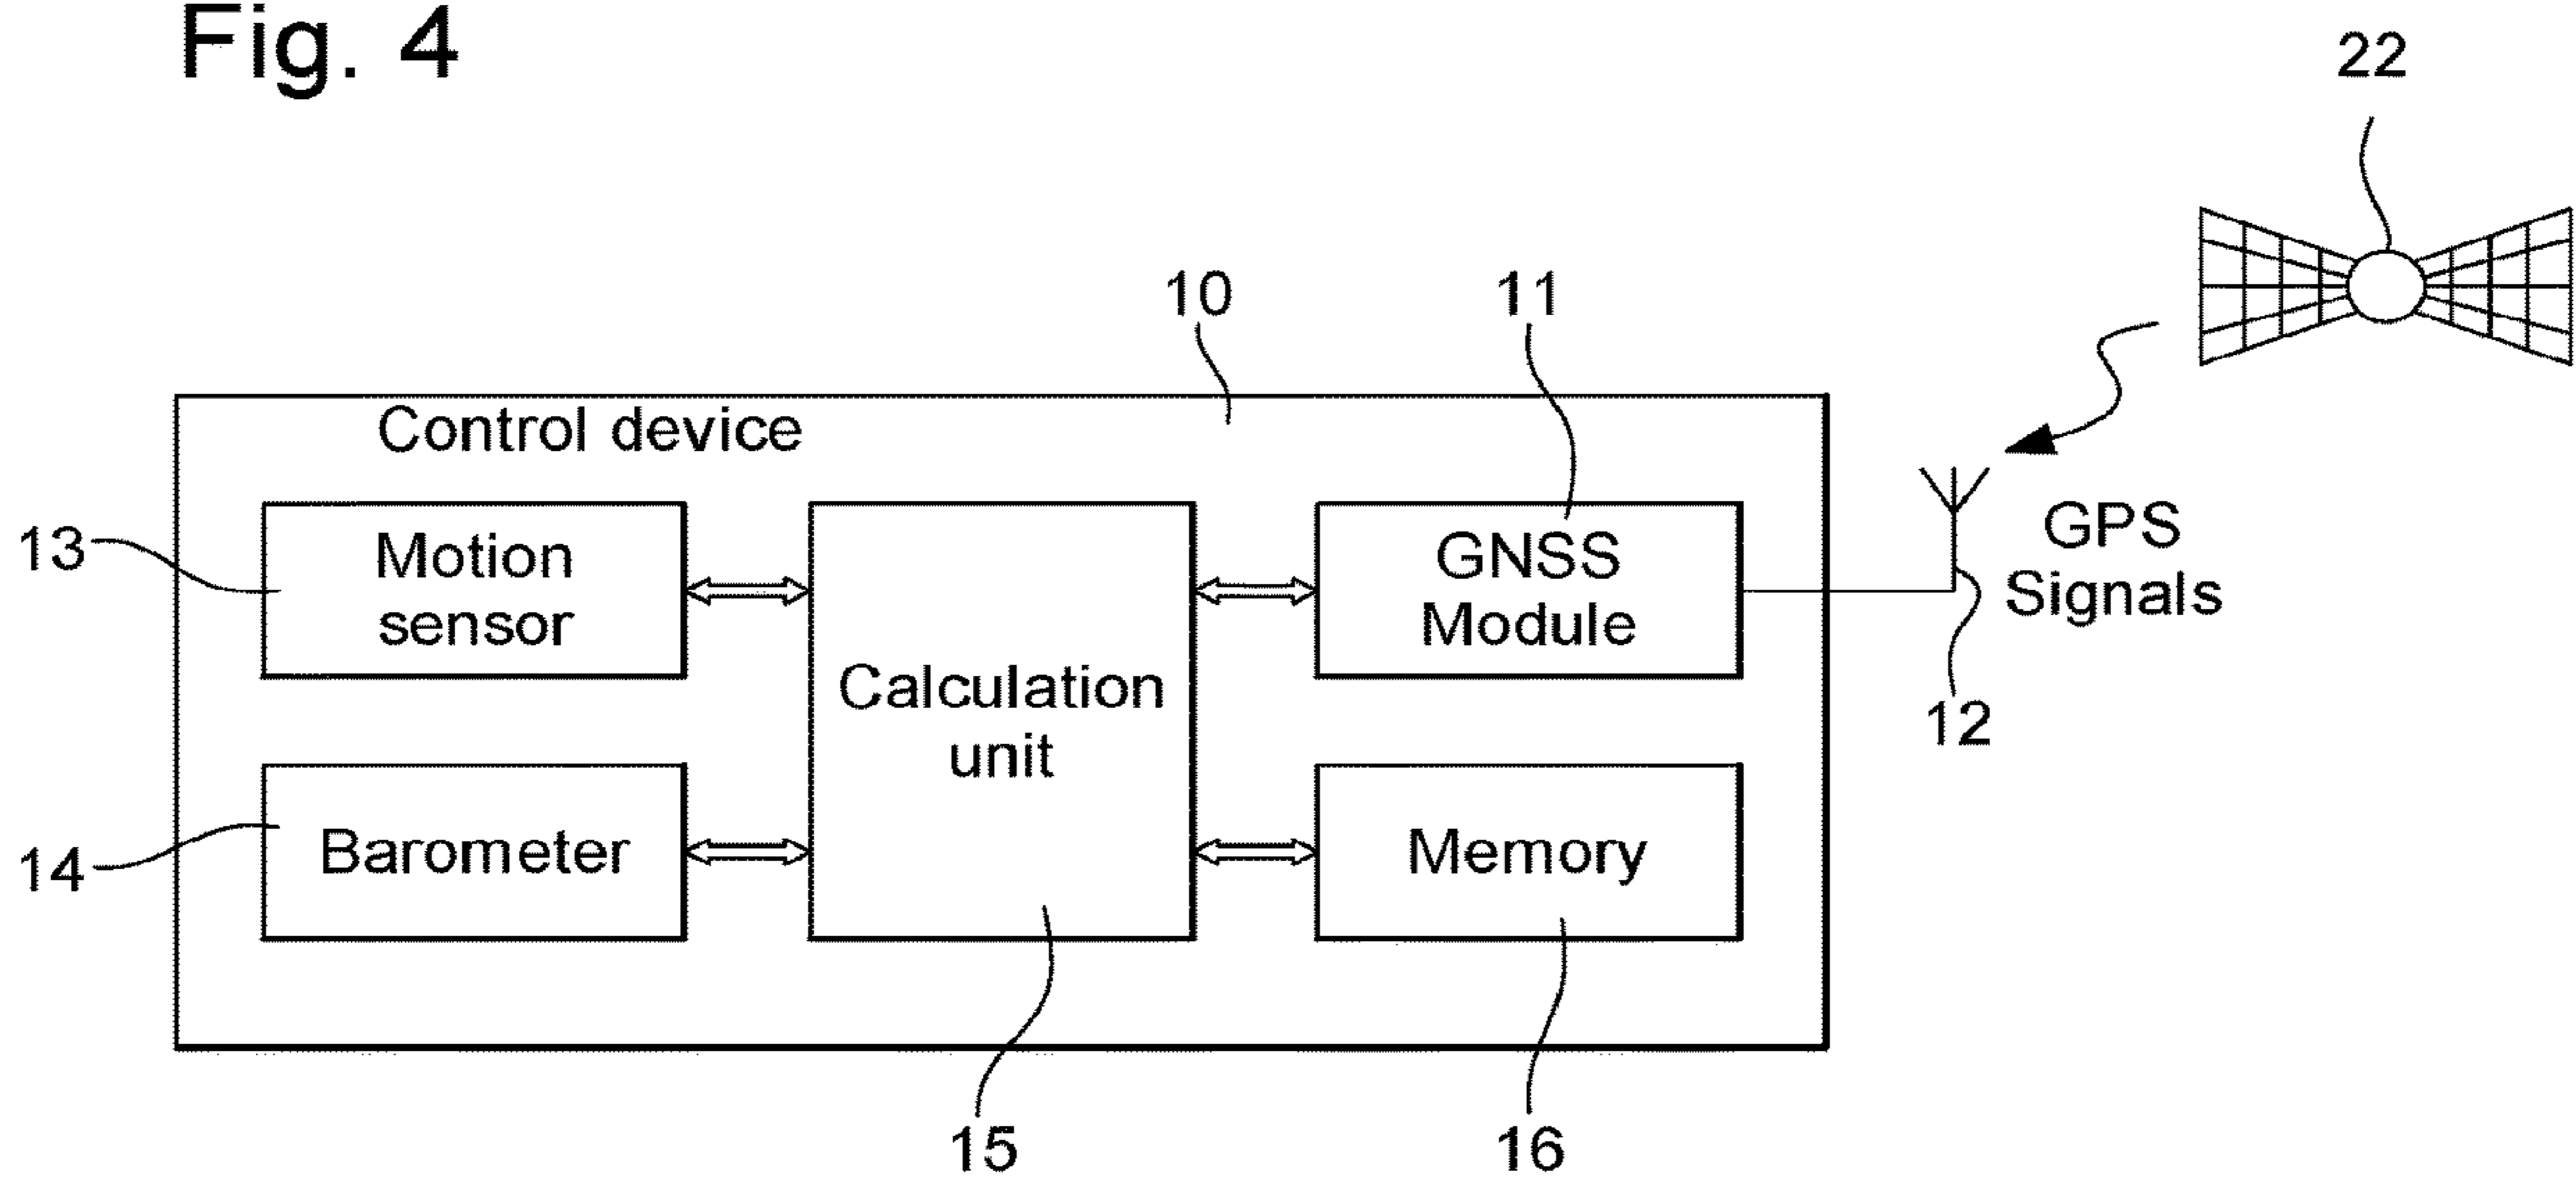 Fig. 4
22
10
11
Control device
13
Motion
sensor
GNSS
Module
GPS
Signals
Calculation
unit
12
14
Barometer
Memory
15
16